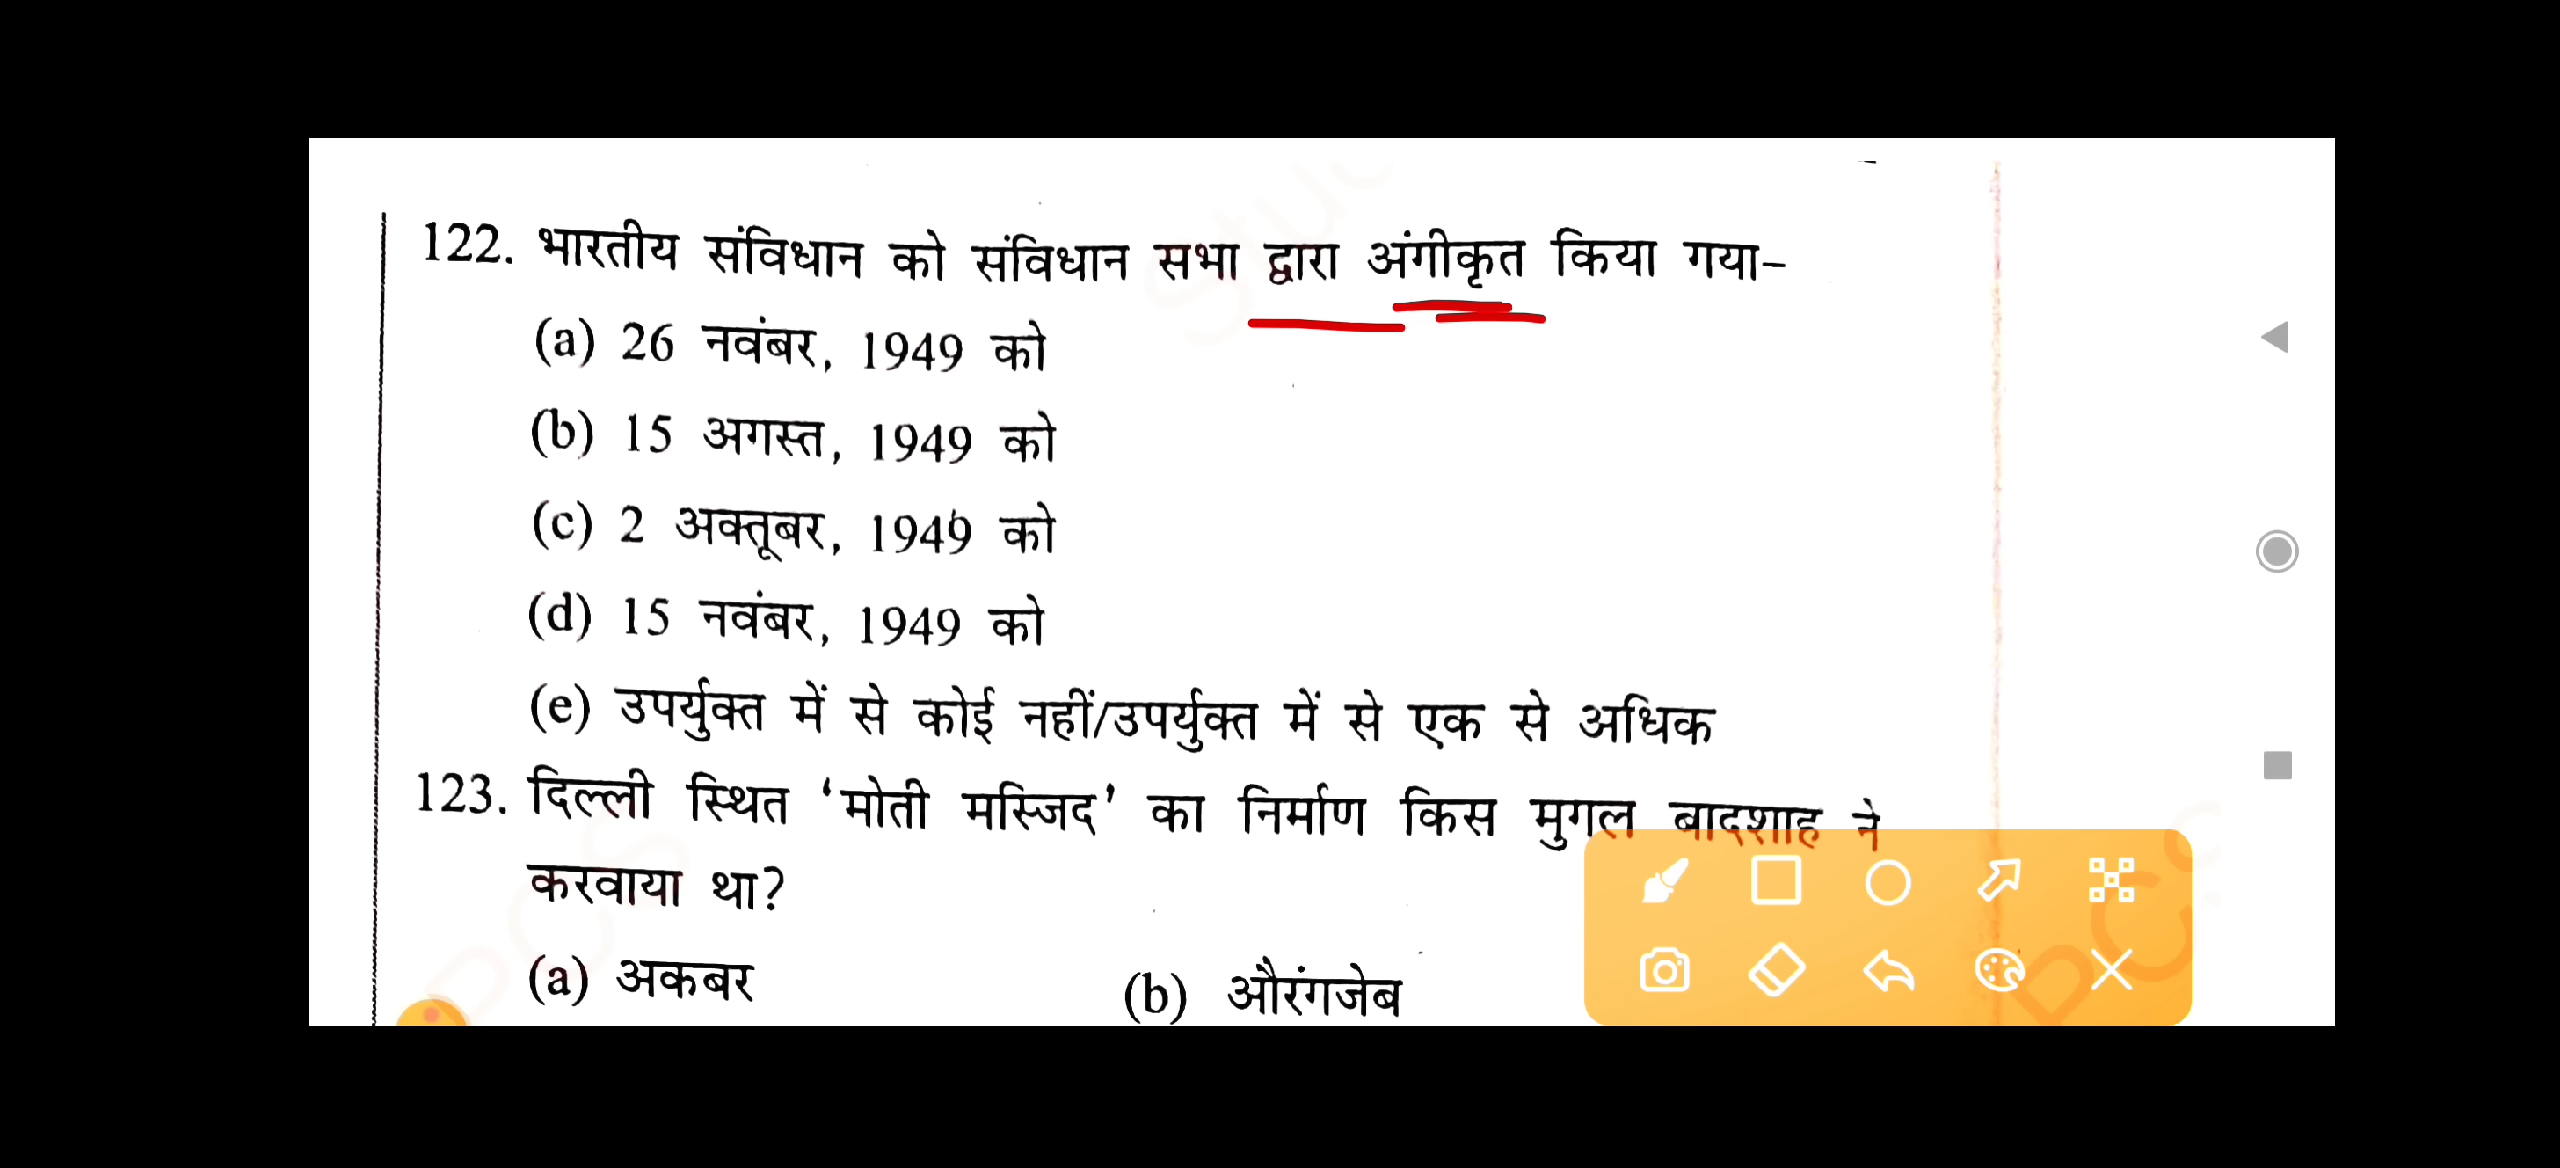 122. भारतीय संविधान को संविधान सभा द्वारा अंगीकृत किया गया–
(a) 26 नवंबर, 1949 को
(b) 15 अगस्त, 1949 को
(c) 2 अक्तूबर, 1949 को
(d) 15 नवंबर, 1949 को
(e) उपर्युक्त में से कोई नहीं/उपर्युक्त में से एक से अधिक
123. दिल्ली स्थित ‘मोती मस्जिद’ का निर्माण किस मुगल बादशाह ने
करवाया था?
(a) अकबर (b) औरंगजेब